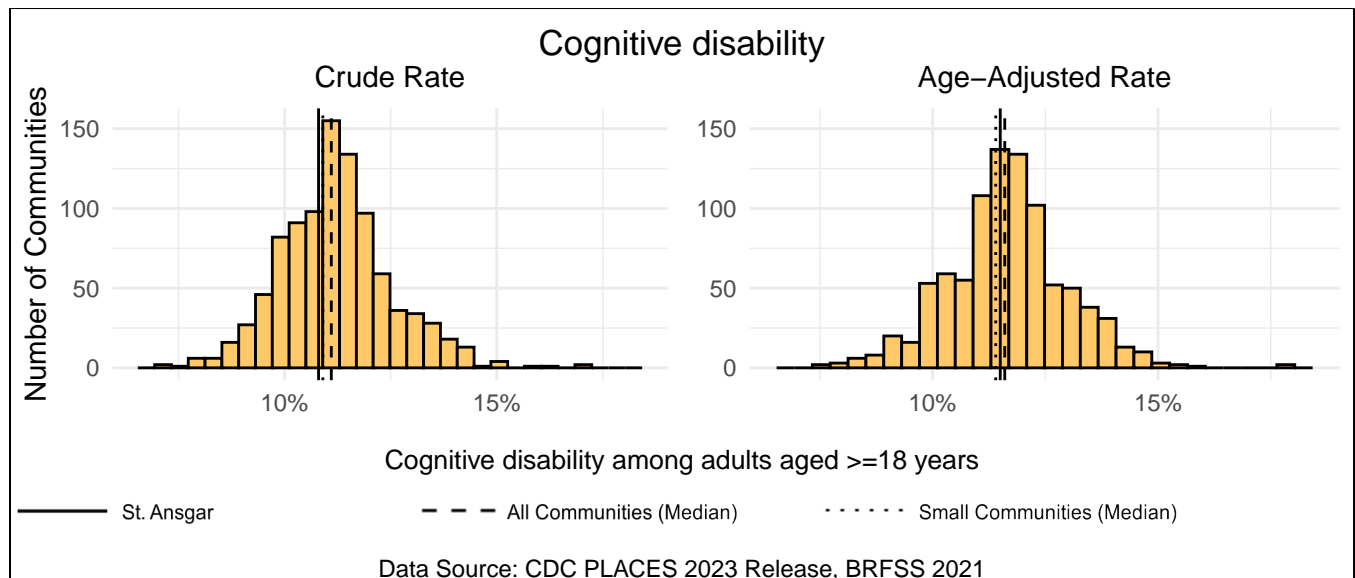 Cognitive disability
Crude Rate
Age−Adjusted Rate
Number of Communities
150
100
50
0
10%
15%
150
100
50
0
10%
15%
Cognitive disability among adults aged >=18 years
St. Ansgar
All Communities (Median)
Small Communities (Median)
Data Source: CDC PLACES 2023 Release, BRFSS 2021